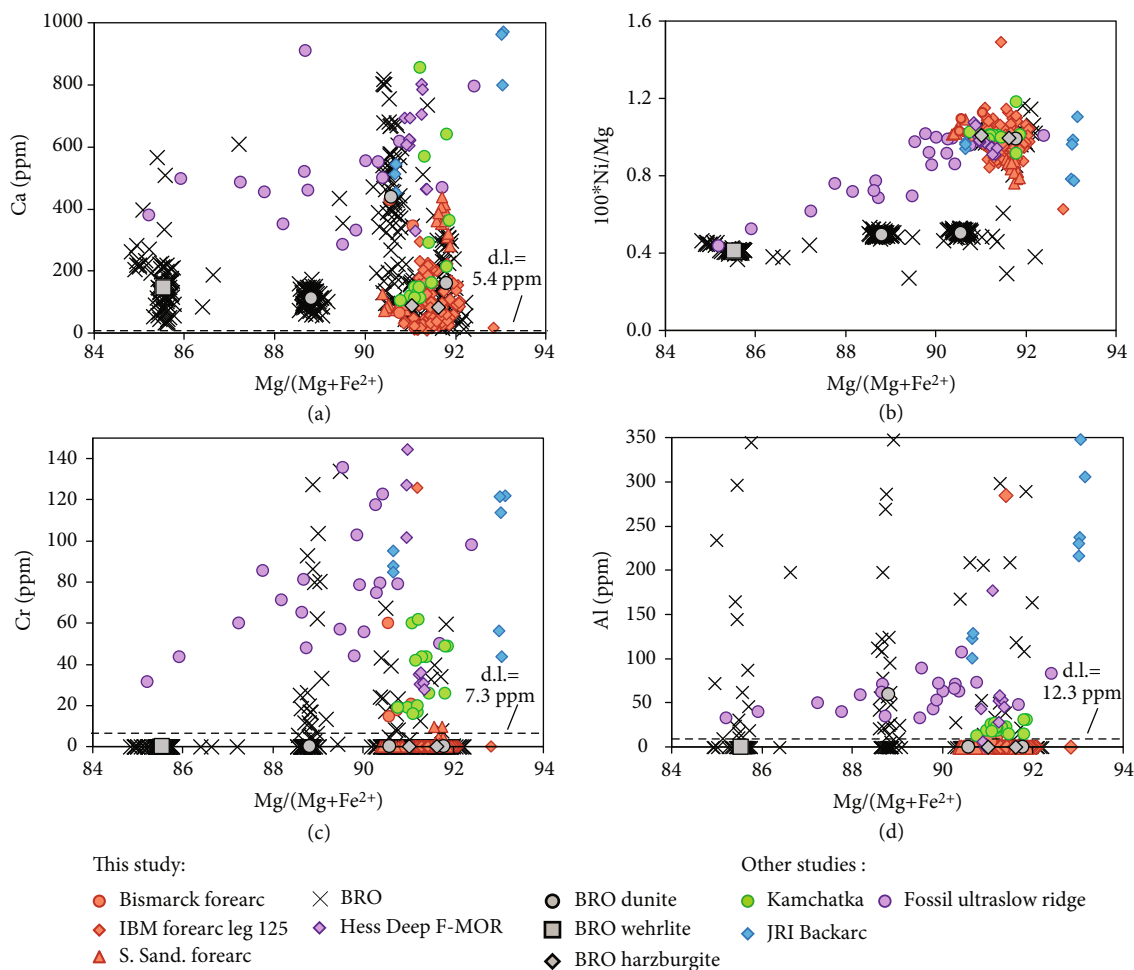 1000
800
600
400
200
0
Ca (ppm)
d.l.=
5.4 ppm
84 86 88 90 92 94
Mg/(Mg+Fe²⁺)
(a)
1.6
1.2
0.8
0.4
0.0
100*Ni/Mg
84 86 88 90 92 94
Mg/(Mg+Fe²⁺)
(b)
140
120
100
80
60
40
20
0
Cr (ppm)
d.l.=
7.3 ppm
84 86 88 90 92 94
Mg/(Mg+Fe²⁺)
(c)
350
300
250
200
150
100
50
0
Al (ppm)
d.l.=
12.3 ppm
84 86 88 90 92 94
Mg/(Mg+Fe²⁺)
(d)
This study:
Bismarck forearc
IBM forearc leg 125
S. Sand. forearc
BRO
Hess Deep F-MOR
BRO dunite
BRO wehrlite
BRO harzburgite
Other studies :
Kamchatka
Fossil ultraslow ridge
JRI Backarc